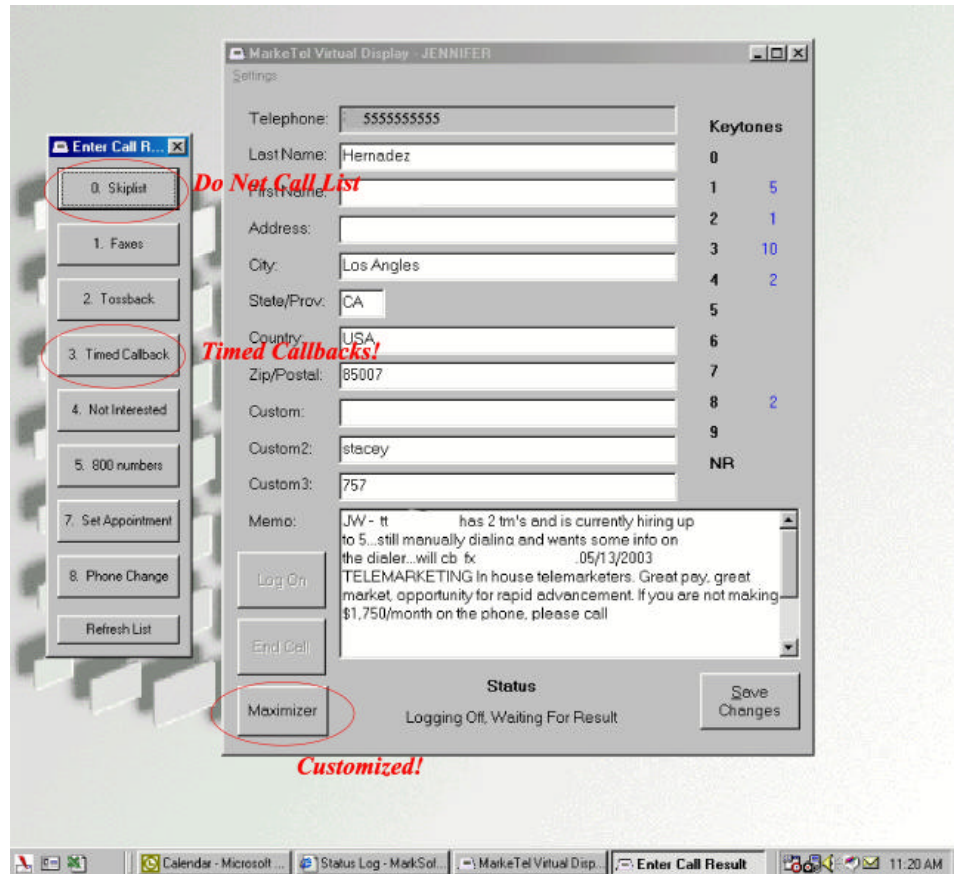 MarkeTel Virtual Display - JENNIFER
Settings
Telephone: 5555555555
Keytones
Enter Call R...
LastName: Hernadez
0
0. Skiplist
Do Not Call List
FirstName:
1 5
Address:
2 1
1. Faxes
3 10
City: Los Angles
4 2
2. Tossback
State/Prov: CA
5
Country: USA
6
3. Timed Callback
Timed Callbacks!
Zip/Postal: 85007
7
4. Not Interested
Custom:
8 2
9
Custom2: stacey
NR
5. 800 numbers
Custom3: 757
7. Set Appointment
Memo: JW - tt has 2 tm's and is currently hiring up
to 5...still manually dialing and wants some info on
the dialer...will cb fx .05/13/2003
8. Phone Change
Log On
TELEMARKETING In house telemarketers. Great pay, great
market, opportunity for rapid advancement. If you are not making
$1,750/month on the phone, please call
Refresh List
End Call
Maximizer
Status
Logging Off, Waiting For Result
Save
Changes
Customized!
Calendar - Microsoft ...
Status Log - MarkSol...
MarkeTel Virtual Disp...
Enter Call Result
11:20 AM